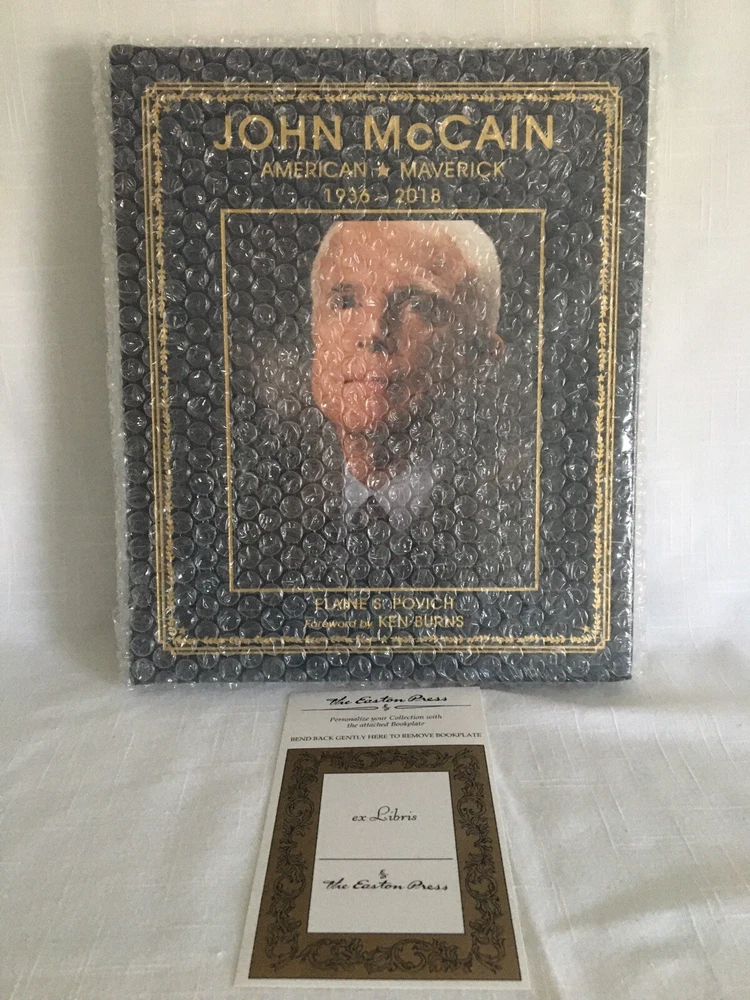 JOHN McCAIN
AMERICAN ★ MAVERICK
1936 - 2018
ELAINE S. POVICH
Foreword by KEN BURNS
The Easton Press
Personalize your Collection with
the attached Bookplate
BEND BACK GENTLY HERE TO REMOVE BOOKPLATE
ex Libris
The Easton Press